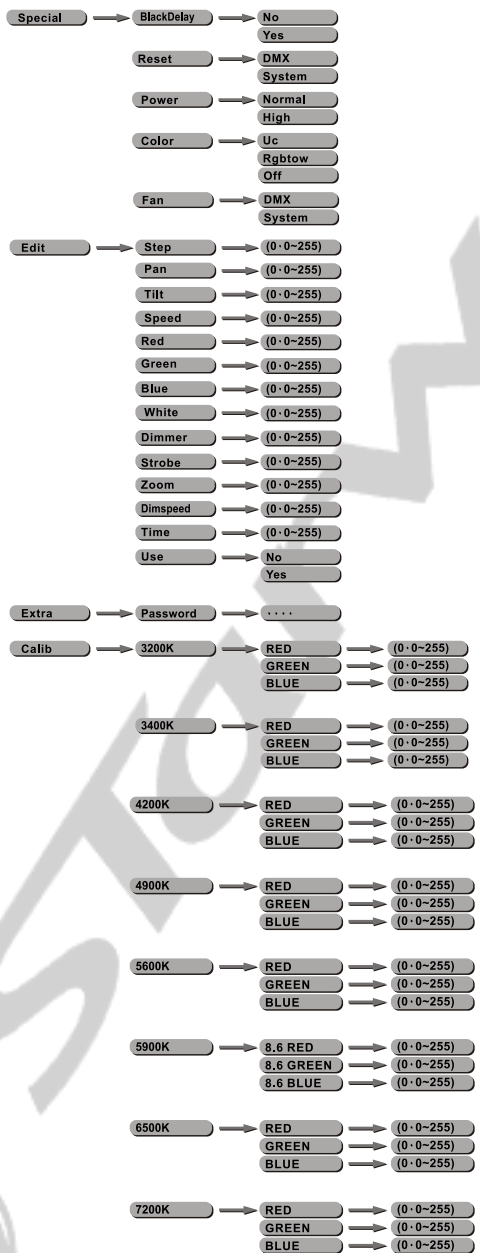 Special BlackDelay No
Yes
Reset DMX
System
Power Normal
High
Color Uc
Rgbtow
Off
Fan DMX
System
Edit Step (0·0~255)
Pan (0·0~255)
Tilt (0·0~255)
Speed (0·0~255)
Red (0·0~255)
Green (0·0~255)
Blue (0·0~255)
White (0·0~255)
Dimmer (0·0~255)
Strobe (0·0~255)
Zoom (0·0~255)
Dimspeed (0·0~255)
Time (0·0~255)
Use No
Yes
Extra Password ····
Calib 3200K RED (0·0~255)
GREEN (0·0~255)
BLUE (0·0~255)
3400K RED (0·0~255)
GREEN (0·0~255)
BLUE (0·0~255)
4200K RED (0·0~255)
GREEN (0·0~255)
BLUE (0·0~255)
4900K RED (0·0~255)
GREEN (0·0~255)
BLUE (0·0~255)
5600K RED (0·0~255)
GREEN (0·0~255)
BLUE (0·0~255)
5900K 8.6 RED (0·0~255)
8.6 GREEN (0·0~255)
8.6 BLUE (0·0~255)
6500K RED (0·0~255)
GREEN (0·0~255)
BLUE (0·0~255)
7200K RED (0·0~255)
GREEN (0·0~255)
BLUE (0·0~255)